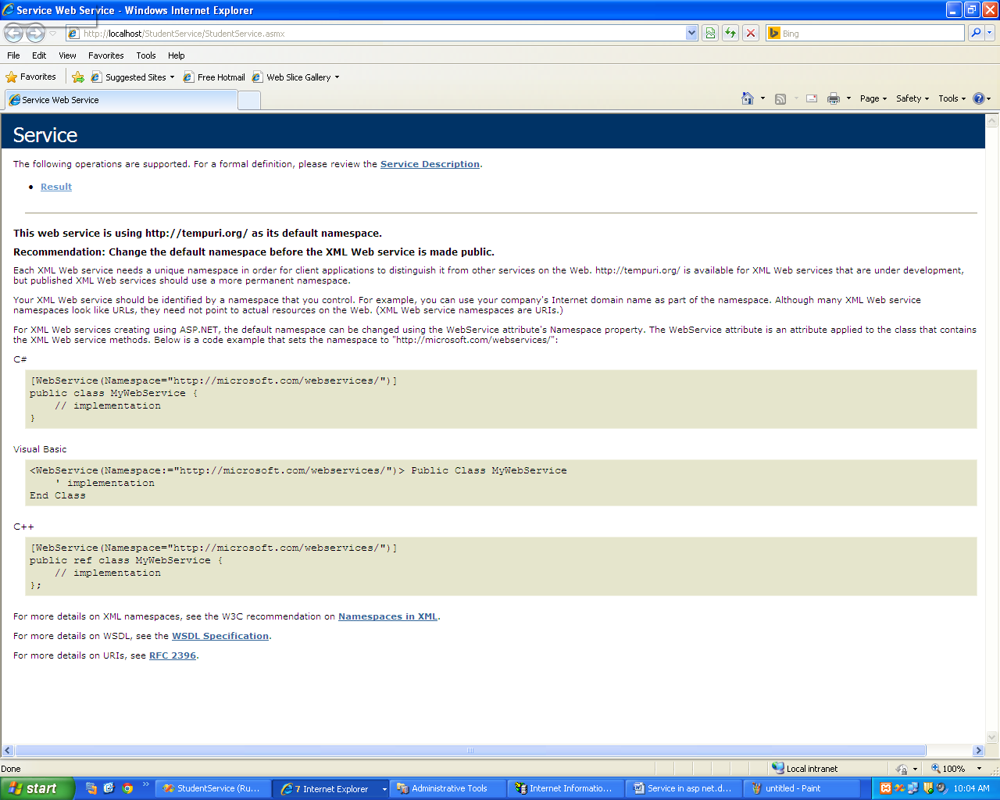 Service Web Service - Windows Internet Explorer
http://localhost/StudentService/StudentService.asmx
Bing
File Edit View Favorites Tools Help
Favorites Suggested Sites Free Hotmail Web Slice Gallery
Service Web Service Page Safety Tools
Service
The following operations are supported. For a formal definition, please review the Service Description.
• Result
This web service is using http://tempuri.org/ as its default namespace.
Recommendation: Change the default namespace before the XML Web service is made public.
Each XML Web service needs a unique namespace in order for client applications to distinguish it from other services on the Web. http://tempuri.org/ is available for XML Web services that are under development,
but published XML Web services should use a more permanent namespace.
Your XML Web service should be identified by a namespace that you control. For example, you can use your company's Internet domain name as part of the namespace. Although many XML Web service
namespaces look like URLs, they need not point to actual resources on the Web. (XML Web service namespaces are URIs.)
For XML Web services creating using ASP.NET, the default namespace can be changed using the WebService attribute's Namespace property. The WebService attribute is an attribute applied to the class that contains
the XML Web service methods. Below is a code example that sets the namespace to "http://microsoft.com/webservices/":
C#
[WebService(Namespace="http://microsoft.com/webservices/")]
public class MyWebService {
// implementation
}
Visual Basic
<WebService(Namespace:="http://microsoft.com/webservices/")> Public Class MyWebService
' implementation
End Class
C++
[WebService(Namespace="http://microsoft.com/webservices/")]
public ref class MyWebService {
// implementation
};
For more details on XML namespaces, see the W3C recommendation on Namespaces in XML.
For more details on WSDL, see the WSDL Specification.
For more details on URIs, see RFC 2396.
Done Local intranet 100%
start StudentService (Ru... 7 Internet Explorer Administrative Tools Internet Informatio... Service in asp net.d... untitled - Paint 10:04 AM